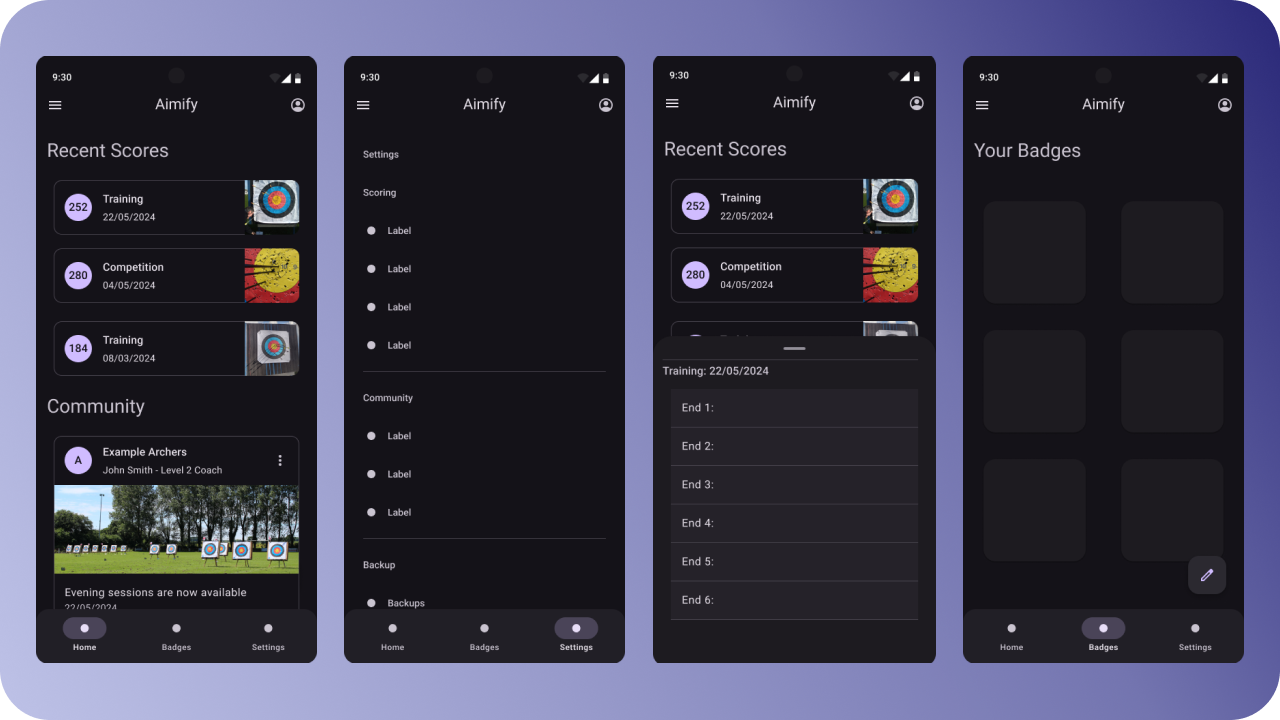 9:30
Aimify
Recent Scores
252
Training
22/05/2024
280
Competition
04/05/2024
184
Training
08/03/2024
Community
A
Example Archers
John Smith - Level 2 Coach
Evening sessions are now available
22/05/2024
Home
Badges
Settings
9:30
Aimify
Settings
Scoring
Label
Label
Label
Label
Community
Label
Label
Label
Backup
Backups
Home
Badges
Settings
9:30
Aimify
Recent Scores
252
Training
22/05/2024
280
Competition
04/05/2024
Training: 22/05/2024
End 1:
End 2:
End 3:
End 4:
End 5:
End 6:
9:30
Aimify
Your Badges
Home
Badges
Settings